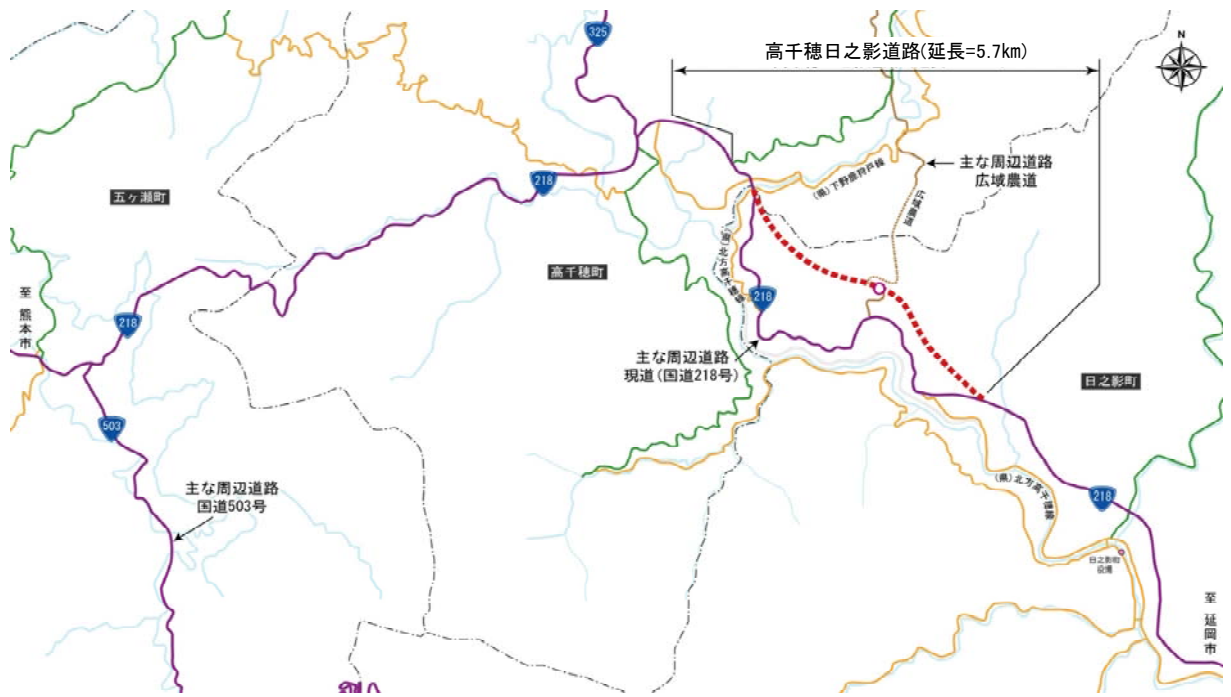 高千穂日之影道路(延長=5.7km)
N
325
主な周辺道路
広域農道
(県)下野鹿狩戸線
広域農道
218
五ヶ瀬町
高千穂町
(県)北方高千穂線
218
至 熊本市
218
主な周辺道路
現道(国道218号)
日之影町
503
主な周辺道路
国道503号
(県)北方高千穂線
218
日之影町
役場
至 延岡市